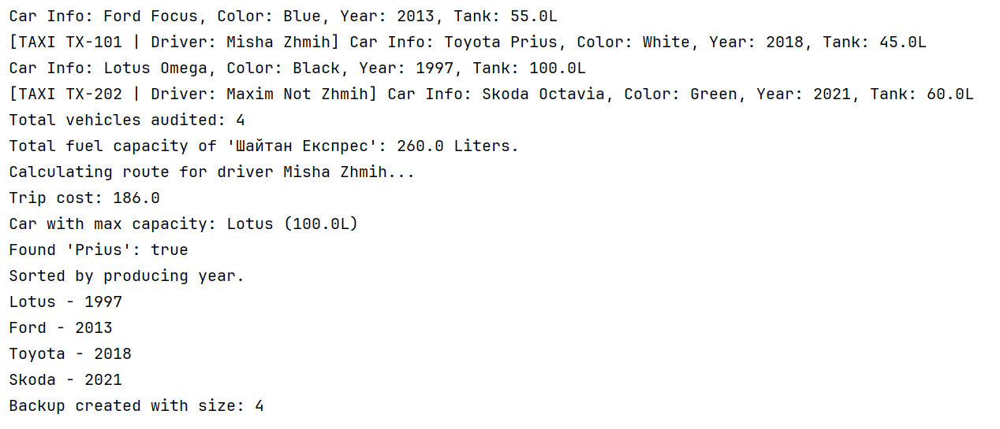 Car Info: Ford Focus, Color: Blue, Year: 2013, Tank: 55.0L
[TAXI TX-101 | Driver: Misha Zhmih] Car Info: Toyota Prius, Color: White, Year: 2018, Tank: 45.0L
Car Info: Lotus Omega, Color: Black, Year: 1997, Tank: 100.0L
[TAXI TX-202 | Driver: Maxim Not Zhmih] Car Info: Skoda Octavia, Color: Green, Year: 2021, Tank: 60.0L
Total vehicles audited: 4
Total fuel capacity of 'Шайтан Експрес': 260.0 Liters.
Calculating route for driver Misha Zhmih...
Trip cost: 186.0
Car with max capacity: Lotus (100.0L)
Found 'Prius': true
Sorted by producing year.
Lotus - 1997
Ford - 2013
Toyota - 2018
Skoda - 2021
Backup created with size: 4